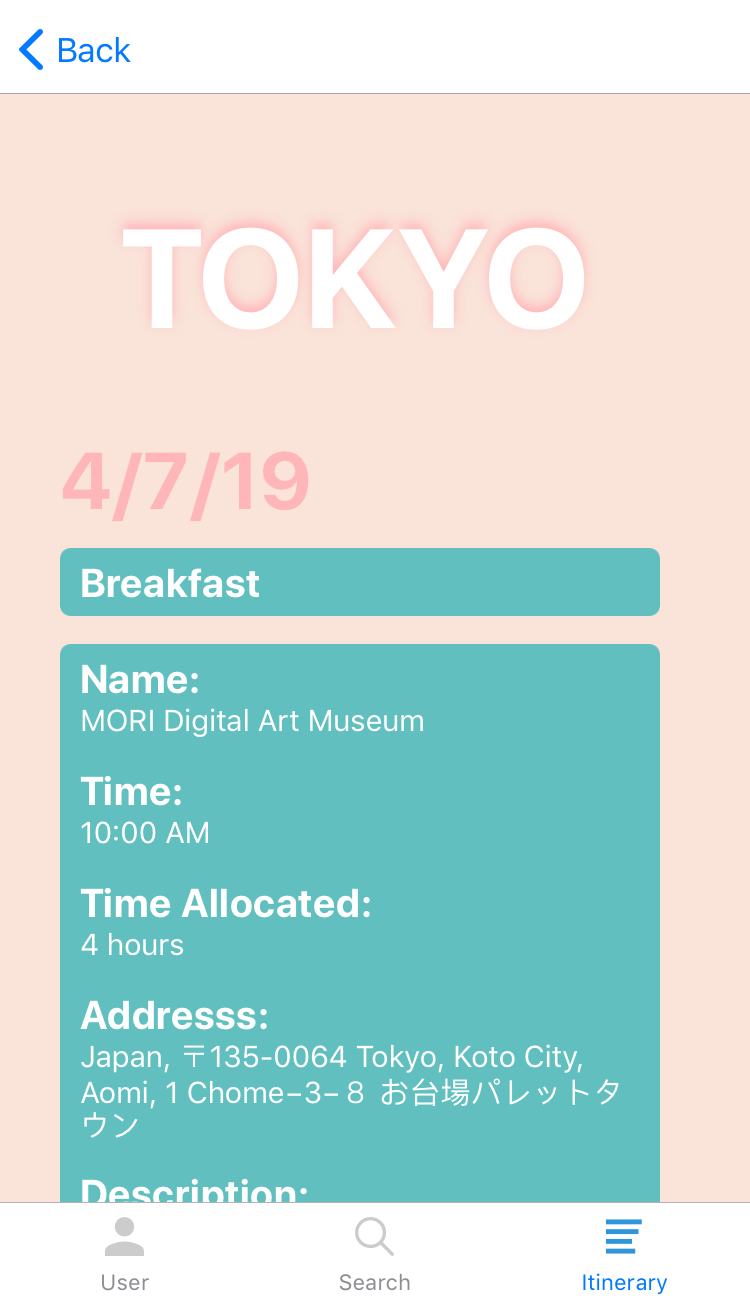 Back
TOKYO
4/7/19
Breakfast
Name:
MORI Digital Art Museum
Time:
10:00 AM
Time Allocated:
4 hours
Addresss:
Japan, 〒135-0064 Tokyo, Koto City,
Aomi, 1 Chome−3−８ お台場パレットタ
ウン
Description:
User
Search
Itinerary